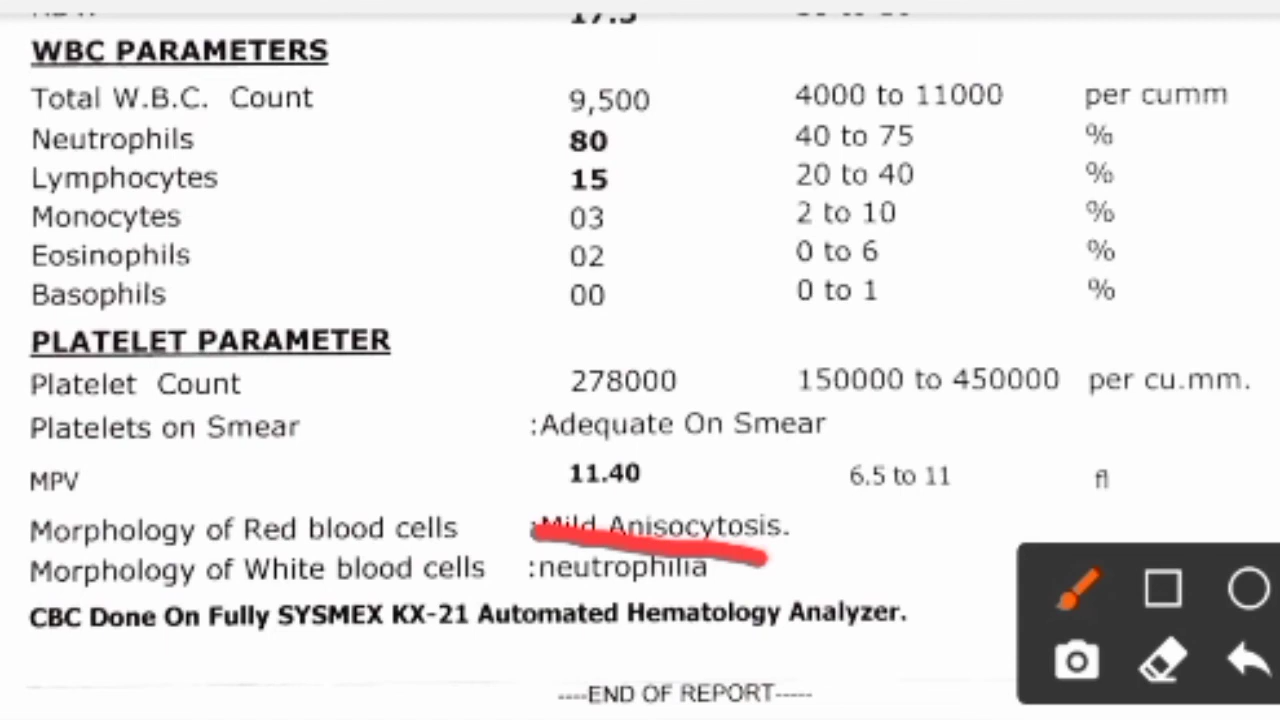 17.5
WBC PARAMETERS
Total W.B.C. Count 9,500 4000 to 11000 per cumm
Neutrophils 80 40 to 75 %
Lymphocytes 15 20 to 40 %
Monocytes 03 2 to 10 %
Eosinophils 02 0 to 6 %
Basophils 00 0 to 1 %
PLATELET PARAMETER
Platelet Count 278000 150000 to 450000 per cu.mm.
Platelets on Smear :Adequate On Smear
MPV 11.40 6.5 to 11 fl
Morphology of Red blood cells :Mild Anisocytosis.
Morphology of White blood cells :neutrophilia
CBC Done On Fully SYSMEX KX-21 Automated Hematology Analyzer.
----END OF REPORT-----